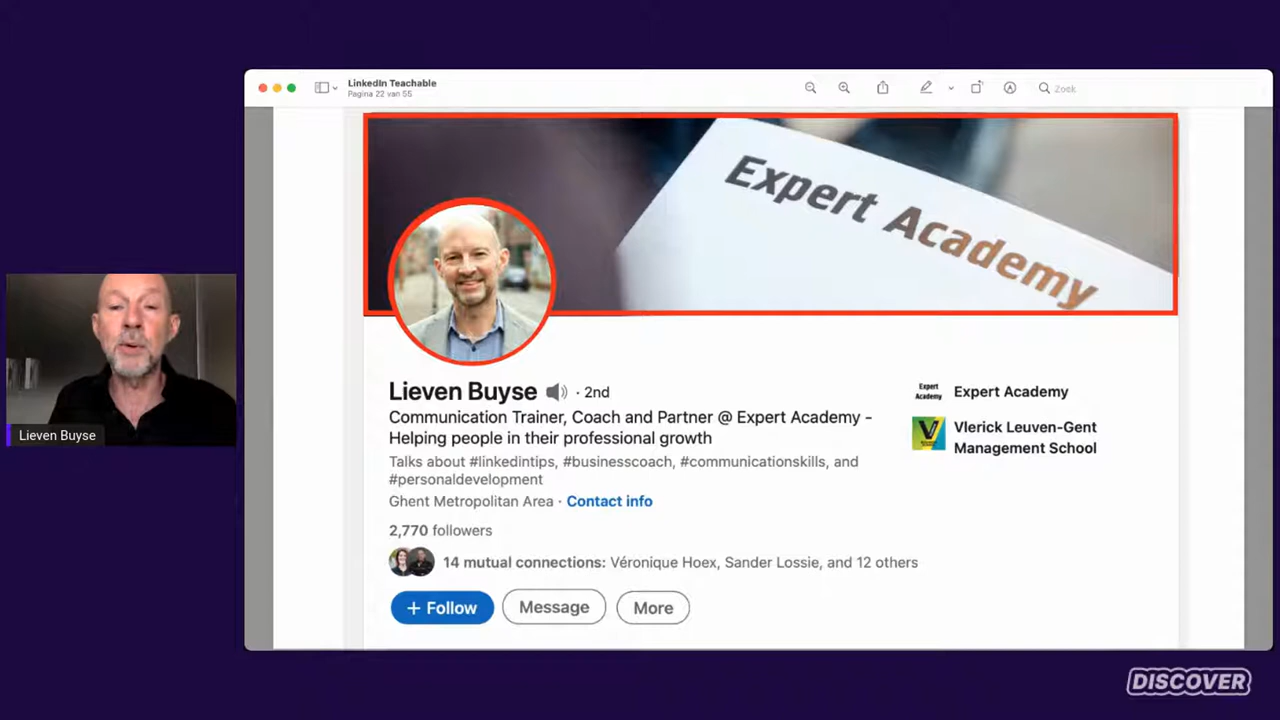 LinkedIn Teachable
Pagina 22 van 55
Zoek
Expert Academy
Lieven Buyse · 2nd
Communication Trainer, Coach and Partner @ Expert Academy -
Helping people in their professional growth
Talks about #linkedintips, #businesscoach, #communicationskills, and
#personaldevelopment
Ghent Metropolitan Area · Contact info
2,770 followers
14 mutual connections: Véronique Hoex, Sander Lossie, and 12 others
+ Follow
Message
More
Expert
Academy
Expert Academy
Vlerick Leuven-Gent
Management School
Lieven Buyse
DISCOVER